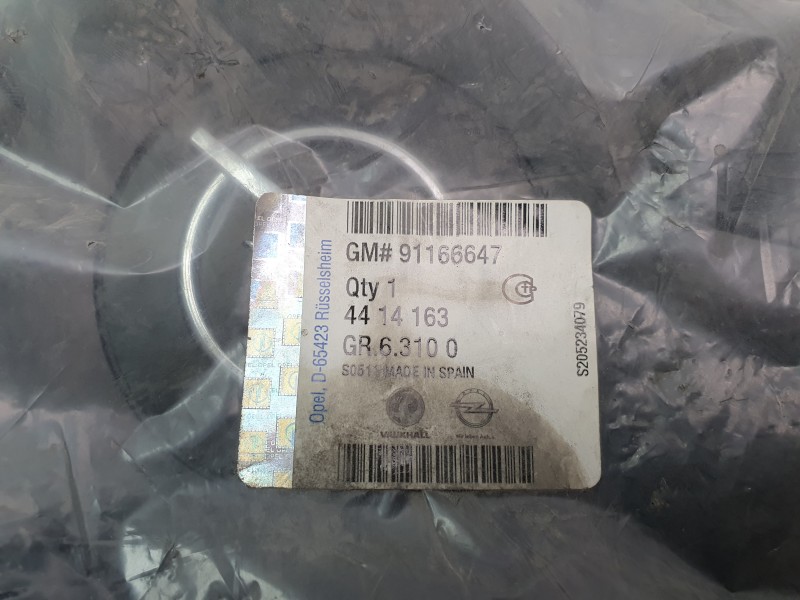 GM# 91166647
Qty 1
44 14 163
GR.6.310 0
S0511 MADE IN SPAIN
VAUXHALL
Opel, D-65423 Rüsselsheim
S205234079